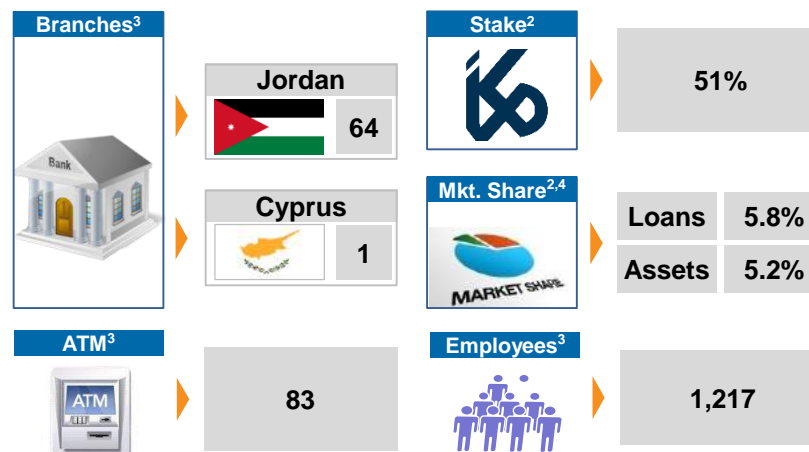 Branches3
Bank
Jordan
64
Cyprus
1
Stake2
51%
Mkt. Share2,4
MARKET SHARE
Loans 5.8%
Assets 5.2%
ATM3
ATM
83
Employees3
1,217